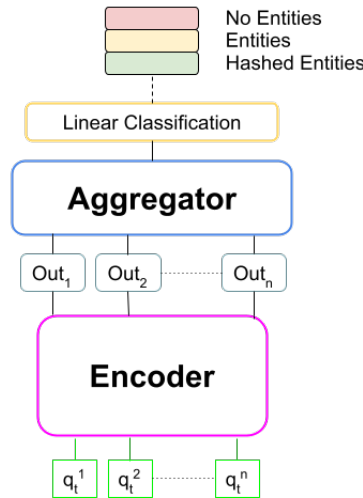 No Entities
Entities
Hashed Entities
Linear Classification
Aggregator
Out₁ Out₂ Outₙ
Encoder
qₜ¹ qₜ² qₜⁿ